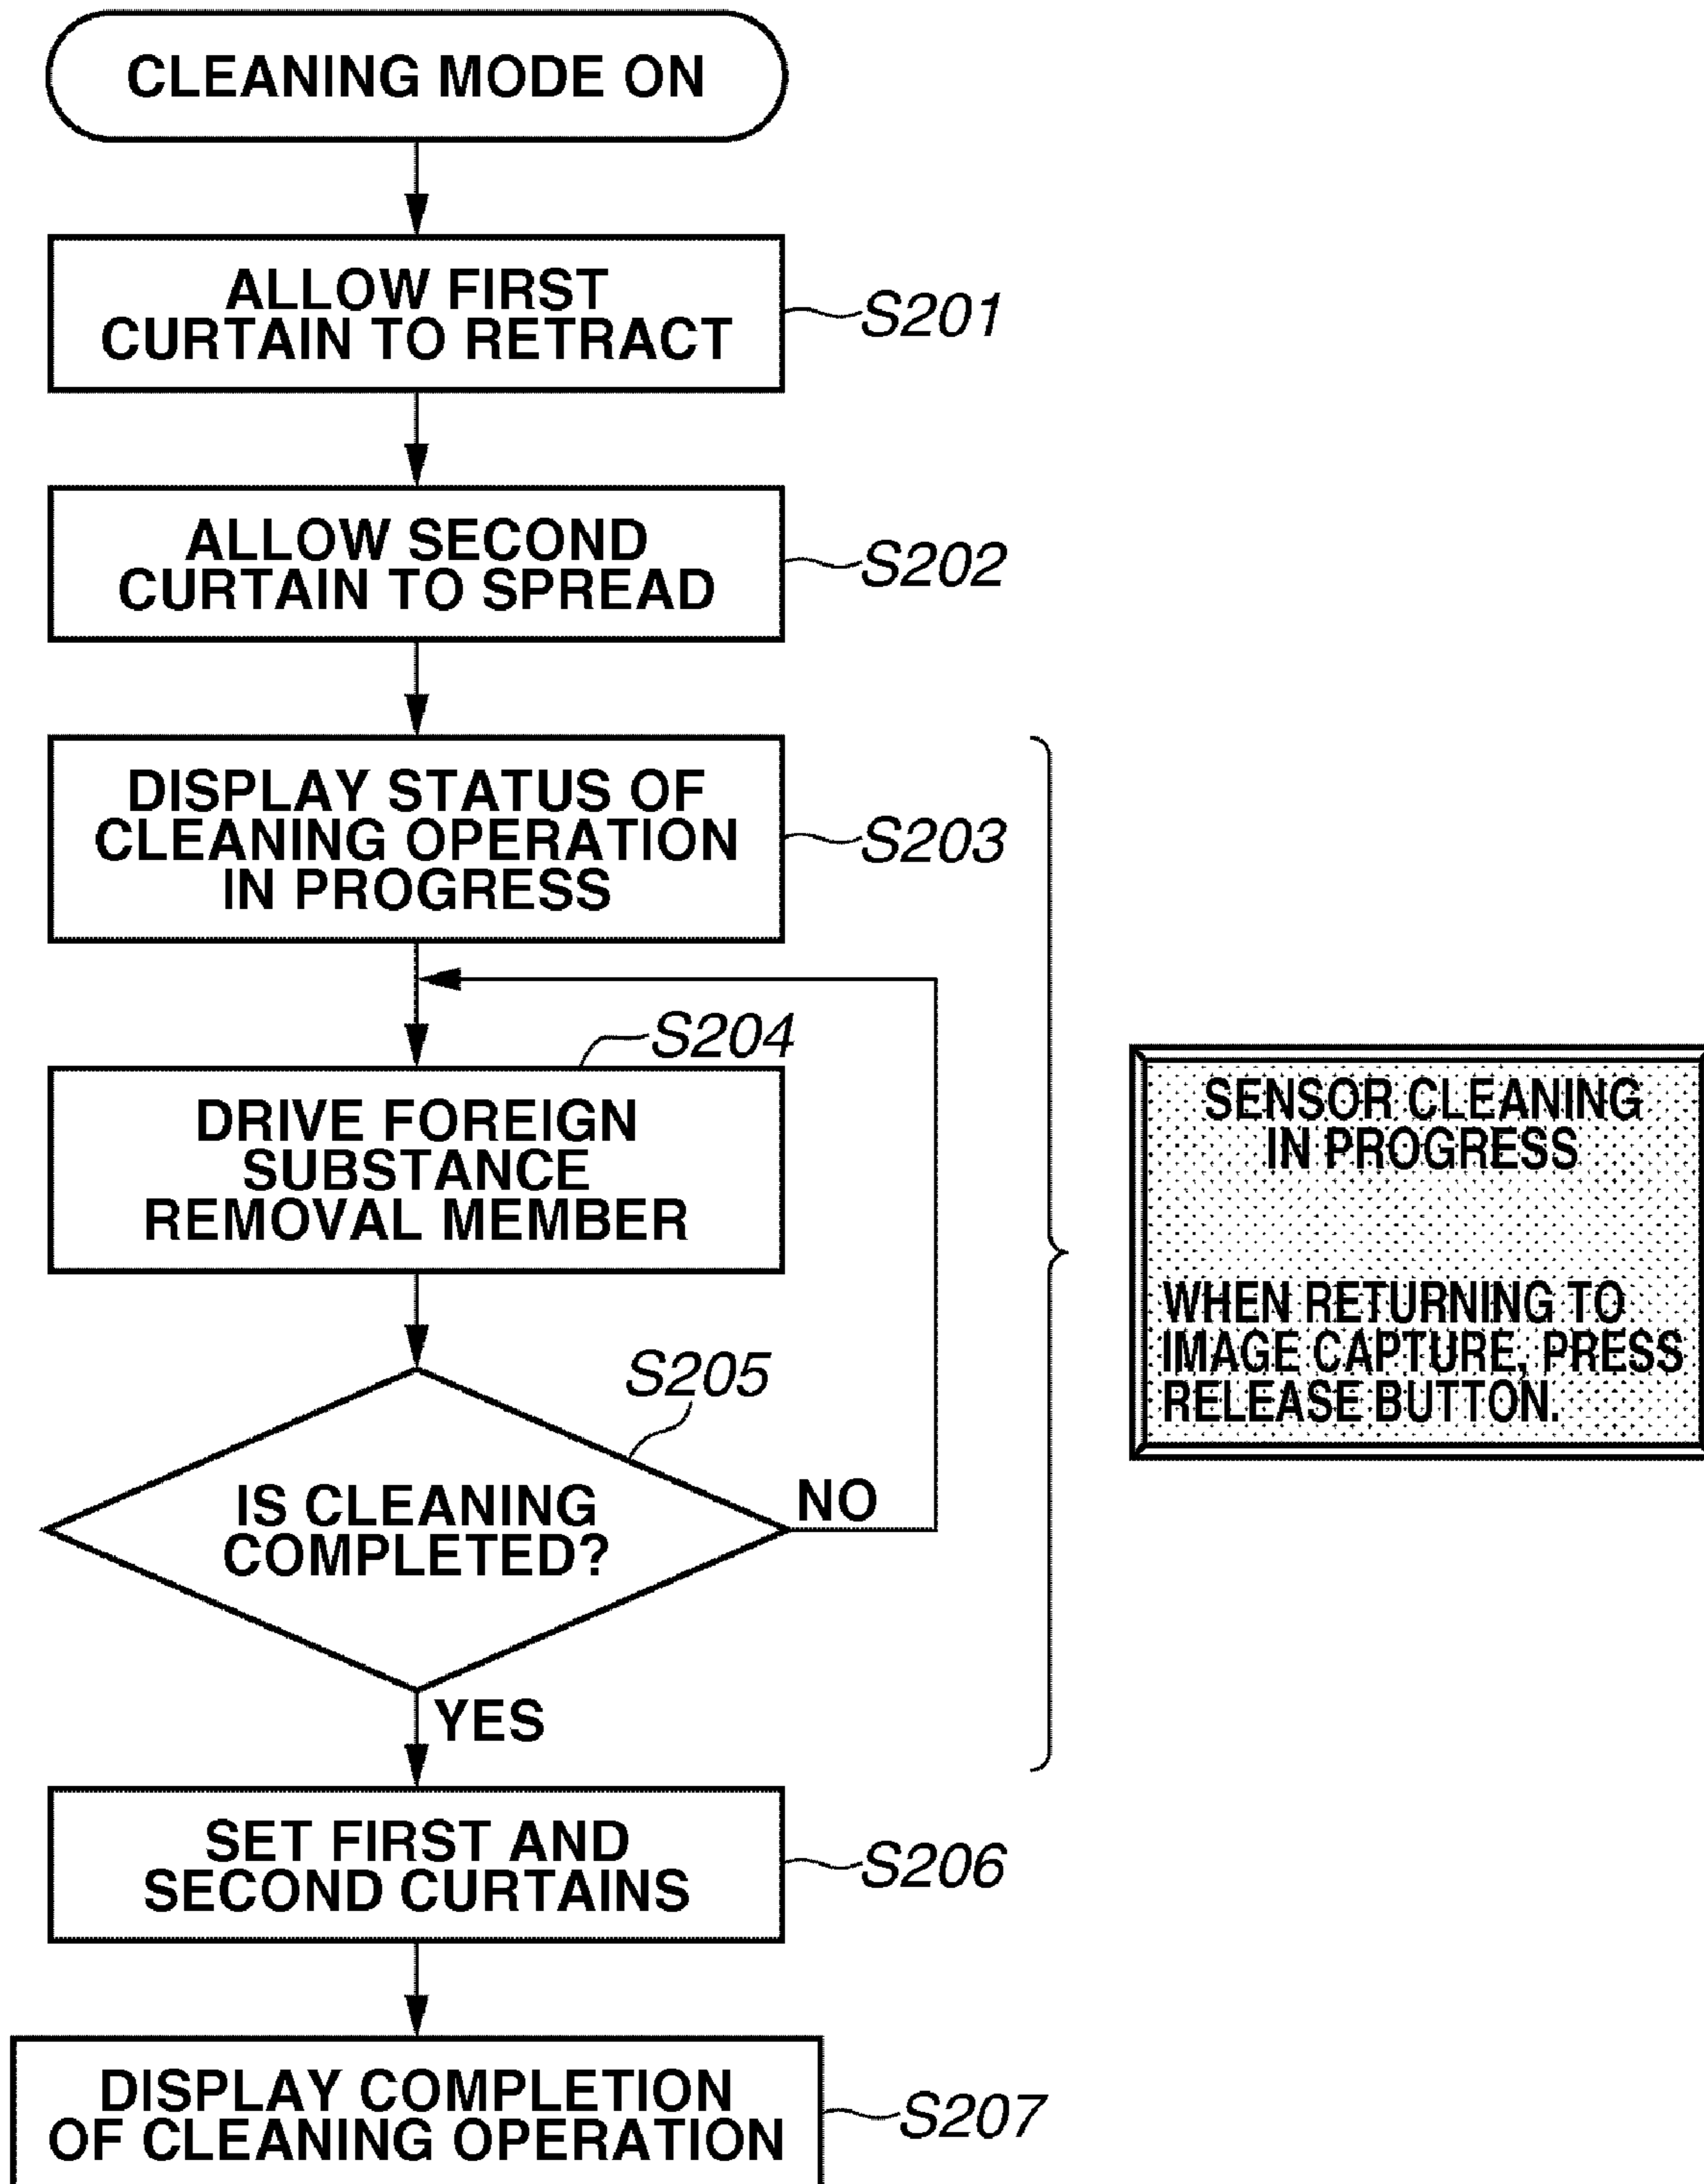 CLEANING MODE ON
ALLOW FIRST
CURTAIN TO RETRACT
S201
ALLOW SECOND
CURTAIN TO SPREAD
S202
DISPLAY STATUS OF
CLEANING OPERATION
IN PROGRESS
S203
S204
DRIVE FOREIGN
SUBSTANCE
REMOVAL MEMBER
SENSOR CLEANING
IN PROGRESS
WHEN RETURNING TO
IMAGE CAPTURE, PRESS
RELEASE BUTTON.
S205
IS CLEANING
COMPLETED?
NO
YES
SET FIRST AND
SECOND CURTAINS
S206
DISPLAY COMPLETION
OF CLEANING OPERATION
S207